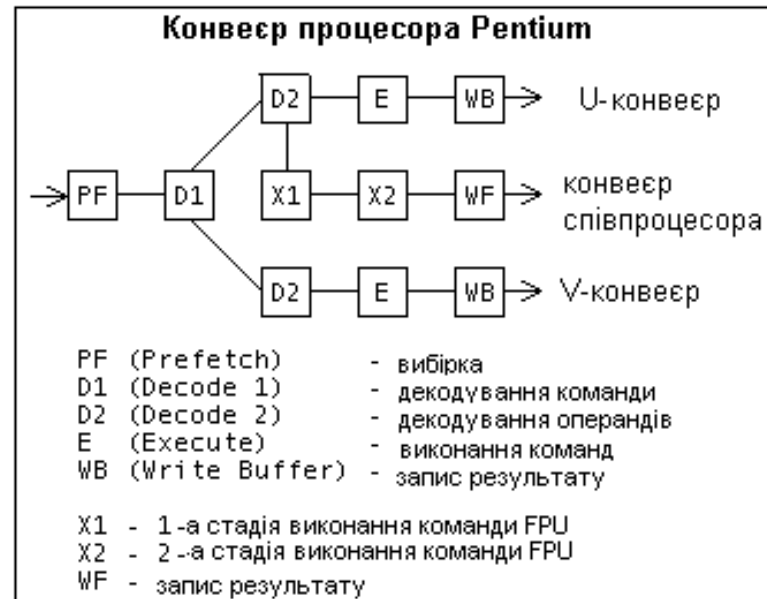 Конвеєр процесора Pentium
D2 E WB U-конвеєр
PF D1 X1 X2 WF конвеєр
співпроцесора
D2 E WB V-конвеєр
PF (Prefetch) - вибірка
D1 (Decode 1) - декодування команди
D2 (Decode 2) - декодування операндів
E (Execute) - виконання команд
WB (Write Buffer) - запис результату
X1 - 1-а стадія виконання команди FPU
X2 - 2-а стадія виконання команди FPU
WF - запис результату